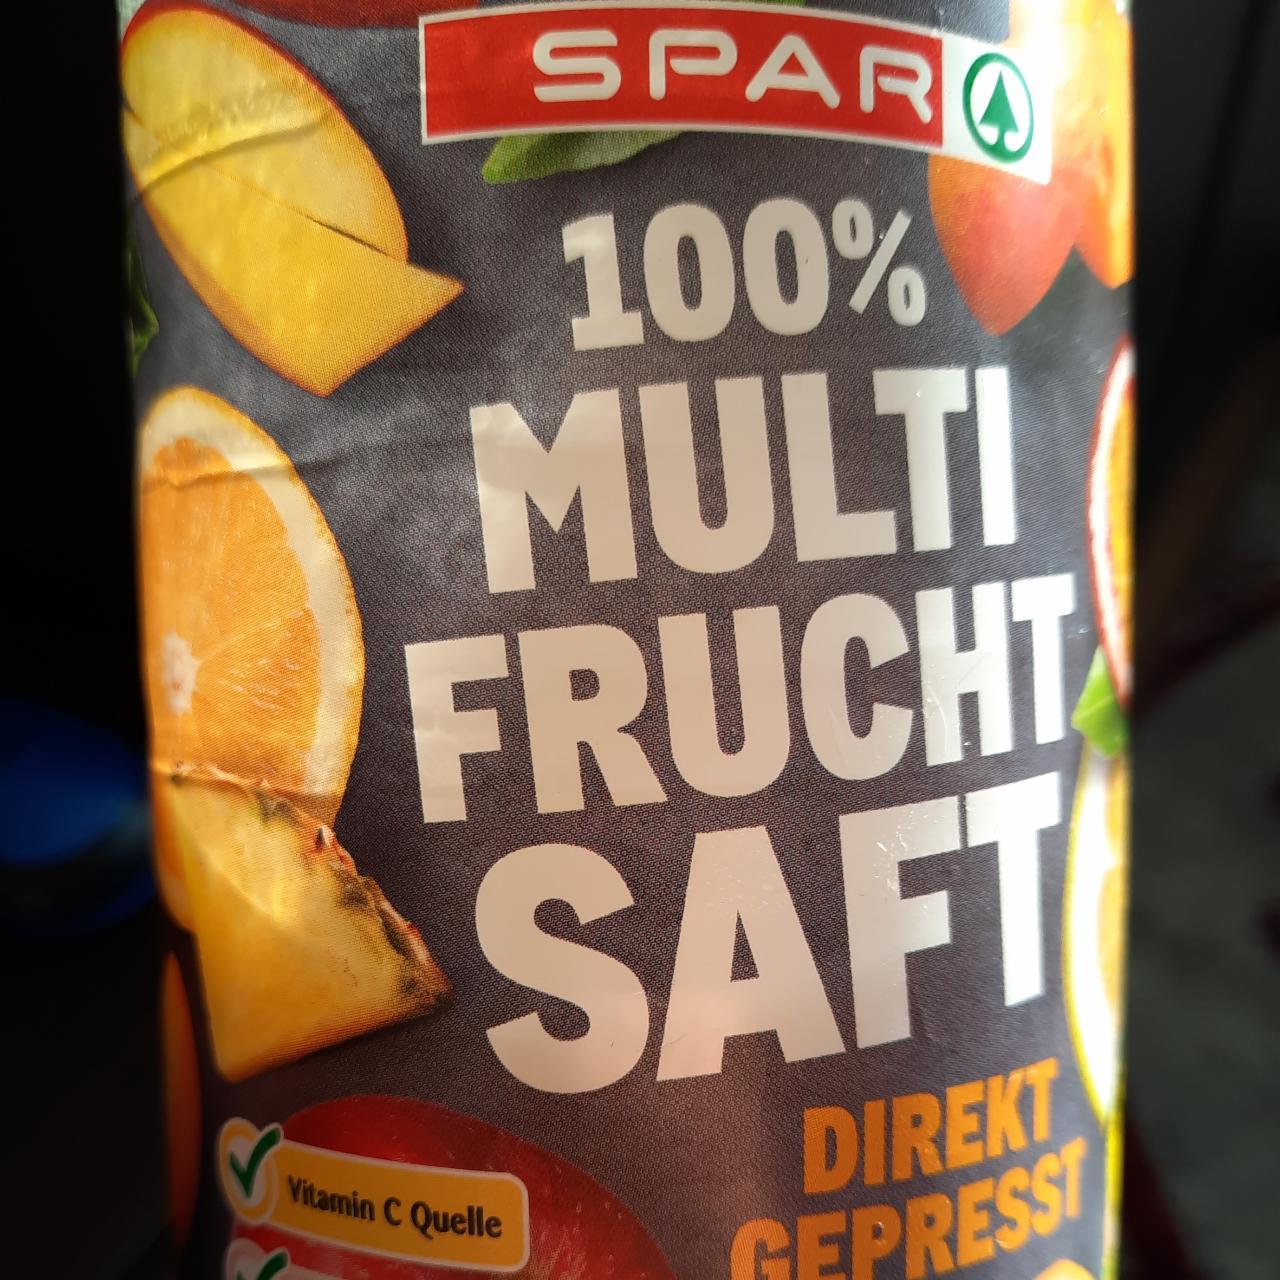 SPAR
100%
MULTI
FRUCHT
SAFT
DIREKT
GEPRESST
Vitamin C Quelle